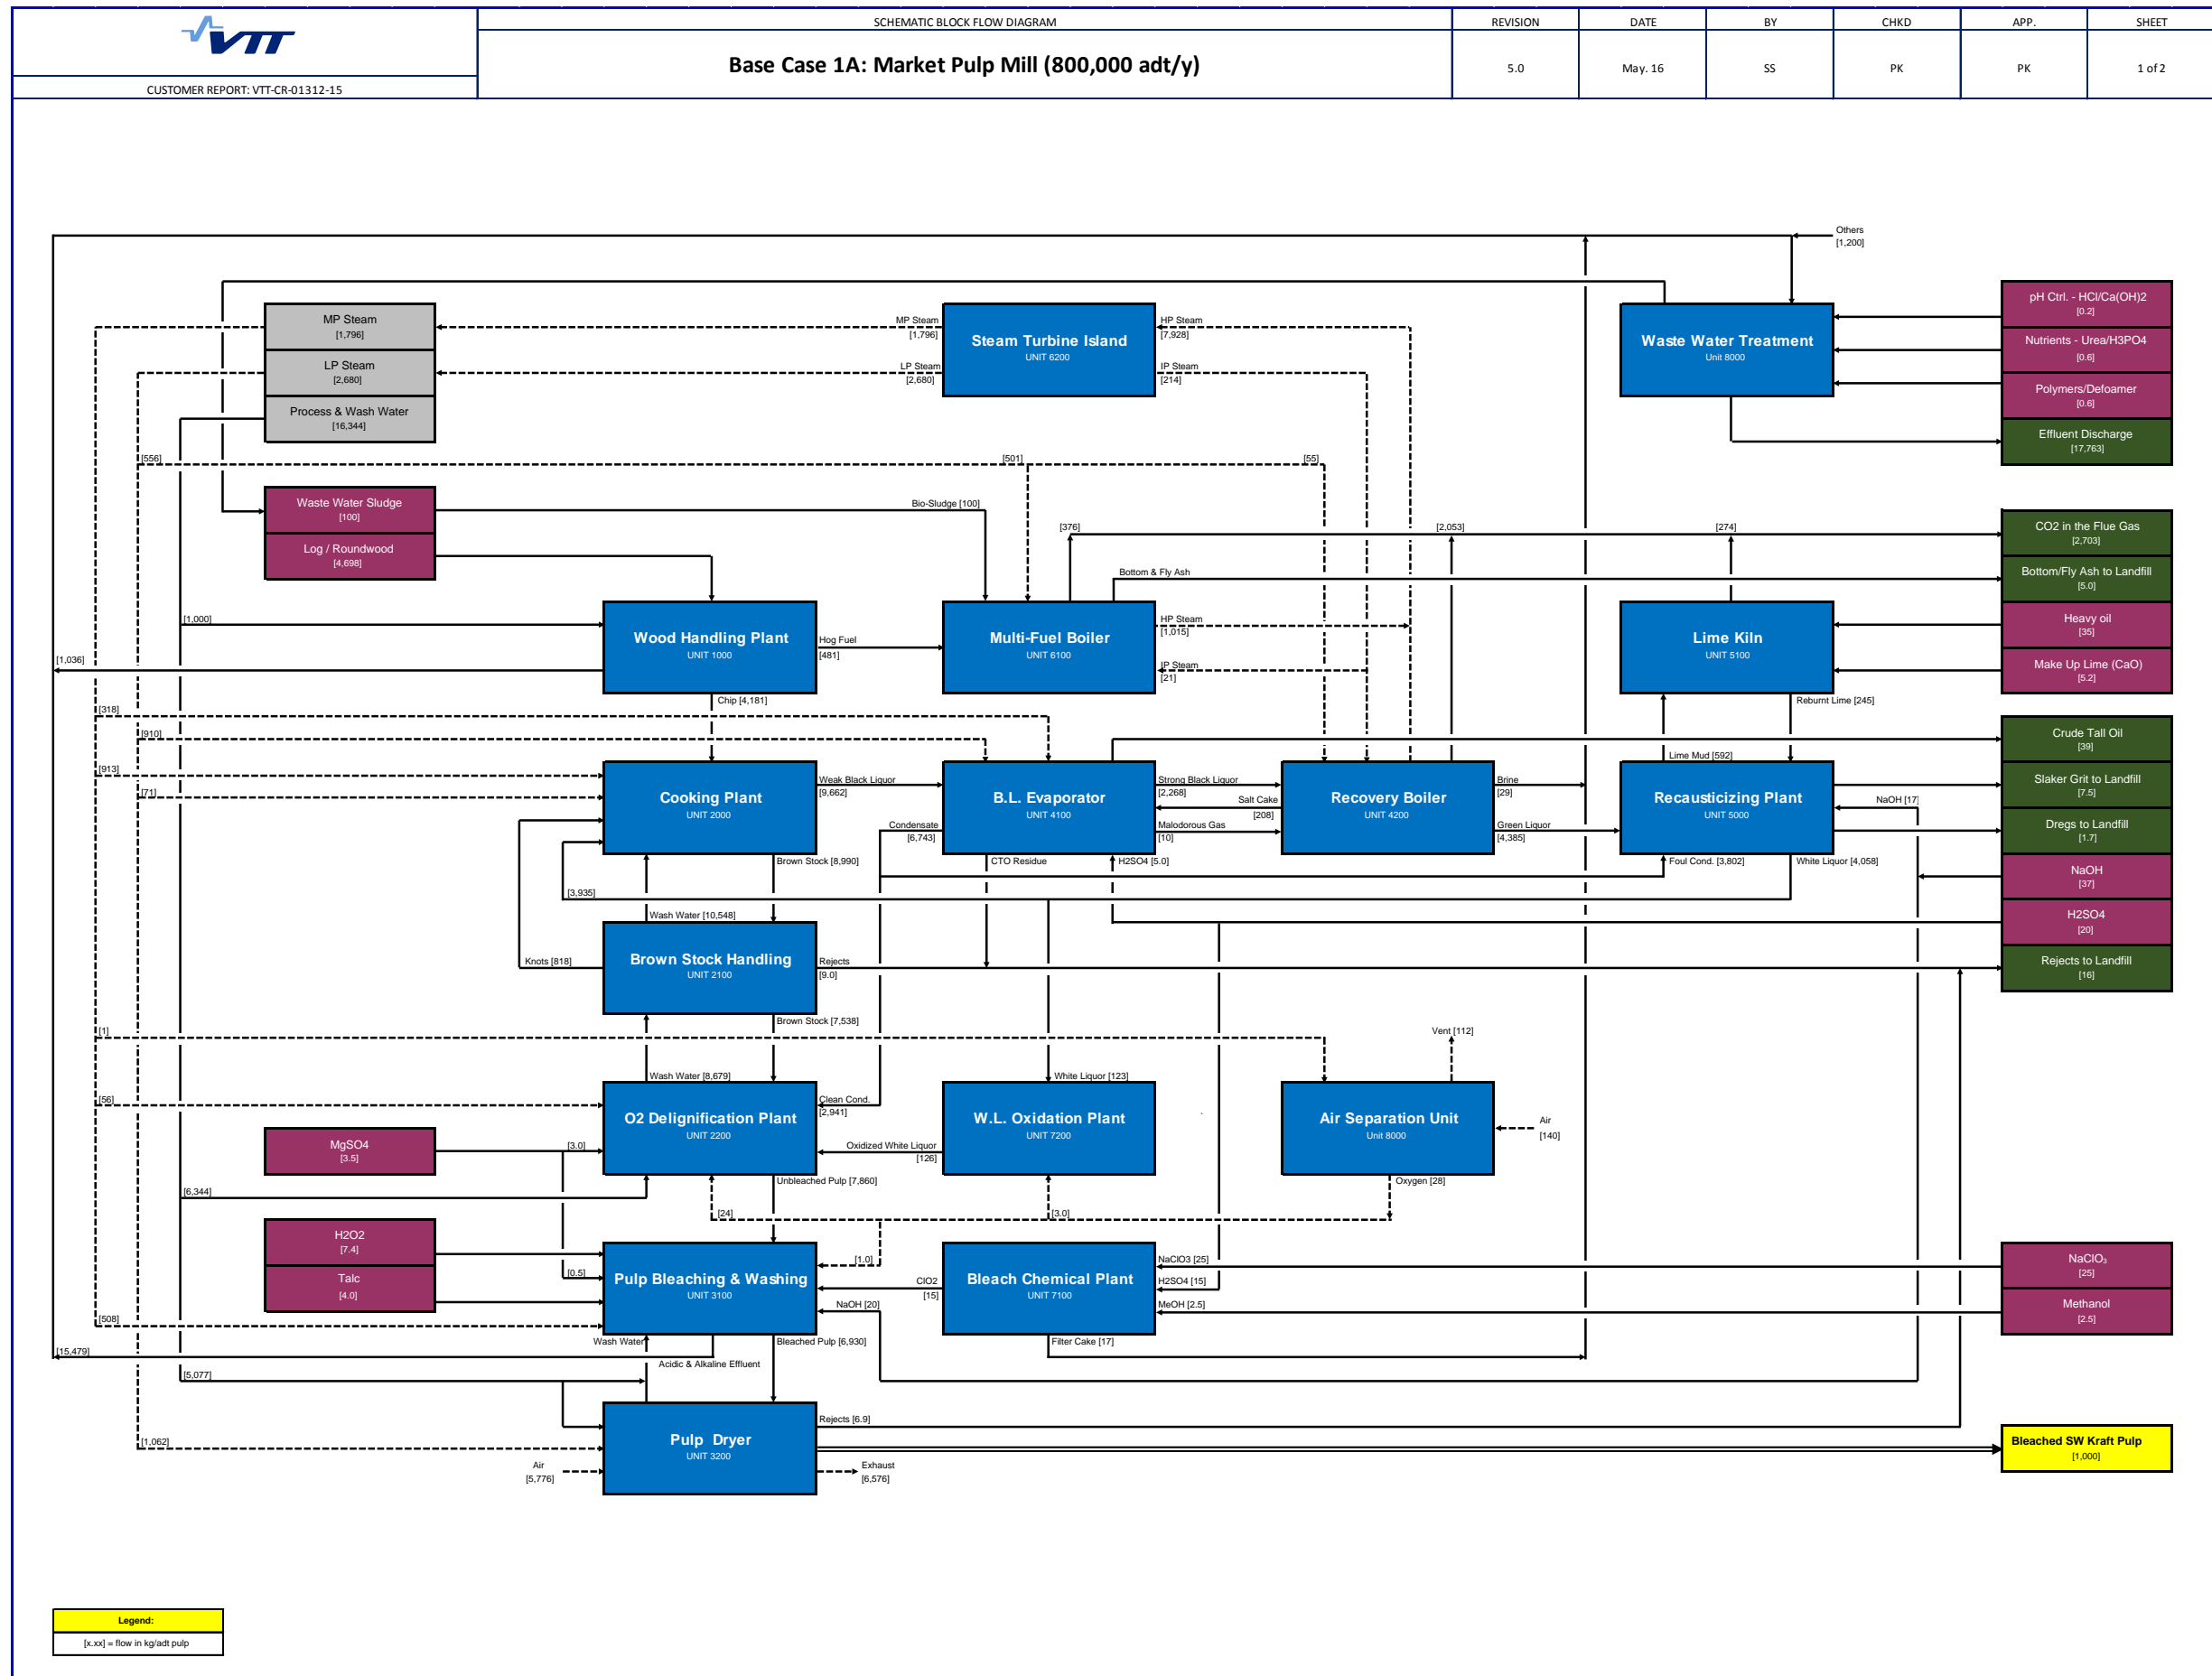 VTT
CUSTOMER REPORT: VTT-CR-01312-15
SCHEMATIC BLOCK FLOW DIAGRAM
Base Case 1A: Market Pulp Mill (800,000 adt/y)
REVISION
5.0
DATE
May. 16
BY
SS
CHKD
PK
APP.
PK
SHEET
1 of 2
Others
[1,200]
MP Steam
[1,796]
LP Steam
[2,680]
Process & Wash Water
[16,344]
MP Steam
[1,796]
LP Steam
[2,680]
Steam Turbine Island
UNIT 6200
HP Steam
[7,928]
IP Steam
[214]
Waste Water Treatment
Unit 8000
pH Ctrl. - HCl/Ca(OH)2
[0.2]
Nutrients - Urea/H3PO4
[0.6]
Polymers/Defoamer
[0.6]
Effluent Discharge
[17,763]
[556]
[501]
[55]
Waste Water Sludge
[100]
Log / Roundwood
[4,698]
Bio-Sludge [100]
[376]
[2,053]
[274]
Bottom & Fly Ash
CO2 in the Flue Gas
[2,703]
Bottom/Fly Ash to Landfill
[5.0]
Heavy oil
[35]
Make Up Lime (CaO)
[5.2]
[1,000]
[1,036]
Wood Handling Plant
UNIT 1000
Hog Fuel
[481]
Multi-Fuel Boiler
UNIT 6100
HP Steam
[1,015]
IP Steam
[21]
Lime Kiln
UNIT 5100
Chip [4,181]
Reburnt Lime [245]
[318]
[910]
[913]
[71]
Cooking Plant
UNIT 2000
Weak Black Liquor
[9,662]
Condensate
[6,743]
B.L. Evaporator
UNIT 4100
Strong Black Liquor
[2,268]
Salt Cake
[208]
Malodorous Gas
[10]
Recovery Boiler
UNIT 4200
Brine
[29]
Green Liquor
[4,385]
Lime Mud [592]
Recausticizing Plant
UNIT 5000
NaOH [17]
Crude Tall Oil
[39]
Slaker Grit to Landfill
[7.5]
Dregs to Landfill
[1.7]
NaOH
[37]
H2SO4
[20]
Rejects to Landfill
[16]
Brown Stock [8,990]
CTO Residue
H2SO4 [5.0]
Foul Cond. [3,802]
White Liquor [4,058]
[3,935]
Wash Water [10,548]
Knots [818]
Brown Stock Handling
UNIT 2100
Rejects
[9.0]
Brown Stock [7,538]
[1]
Vent [112]
Wash Water [8,679]
White Liquor [123]
[56]
O2 Delignification Plant
UNIT 2200
Clean Cond.
[2,941]
Oxidized White Liquor
[126]
W.L. Oxidation Plant
UNIT 7200
Air Separation Unit
Unit 8000
Air
[140]
MgSO4
[3.5]
[3.0]
Unbleached Pulp [7,860]
Oxygen [28]
[6,344]
[24]
[3.0]
H2O2
[7.4]
Talc
[4.0]
[0.5]
Pulp Bleaching & Washing
UNIT 3100
[1.0]
ClO2
[15]
NaOH [20]
Bleach Chemical Plant
UNIT 7100
NaClO3 [25]
H2SO4 [15]
MeOH [2.5]
NaClO₃
[25]
Methanol
[2.5]
[508]
Wash Water
Bleached Pulp [6,930]
Filter Cake [17]
[15,479]
Acidic & Alkaline Effluent
[5,077]
Pulp Dryer
UNIT 3200
Rejects [6.9]
[1,062]
Air
[5,776]
Exhaust
[6,576]
Bleached SW Kraft Pulp
[1,000]
Legend:
[x.xx] = flow in kg/adt pulp